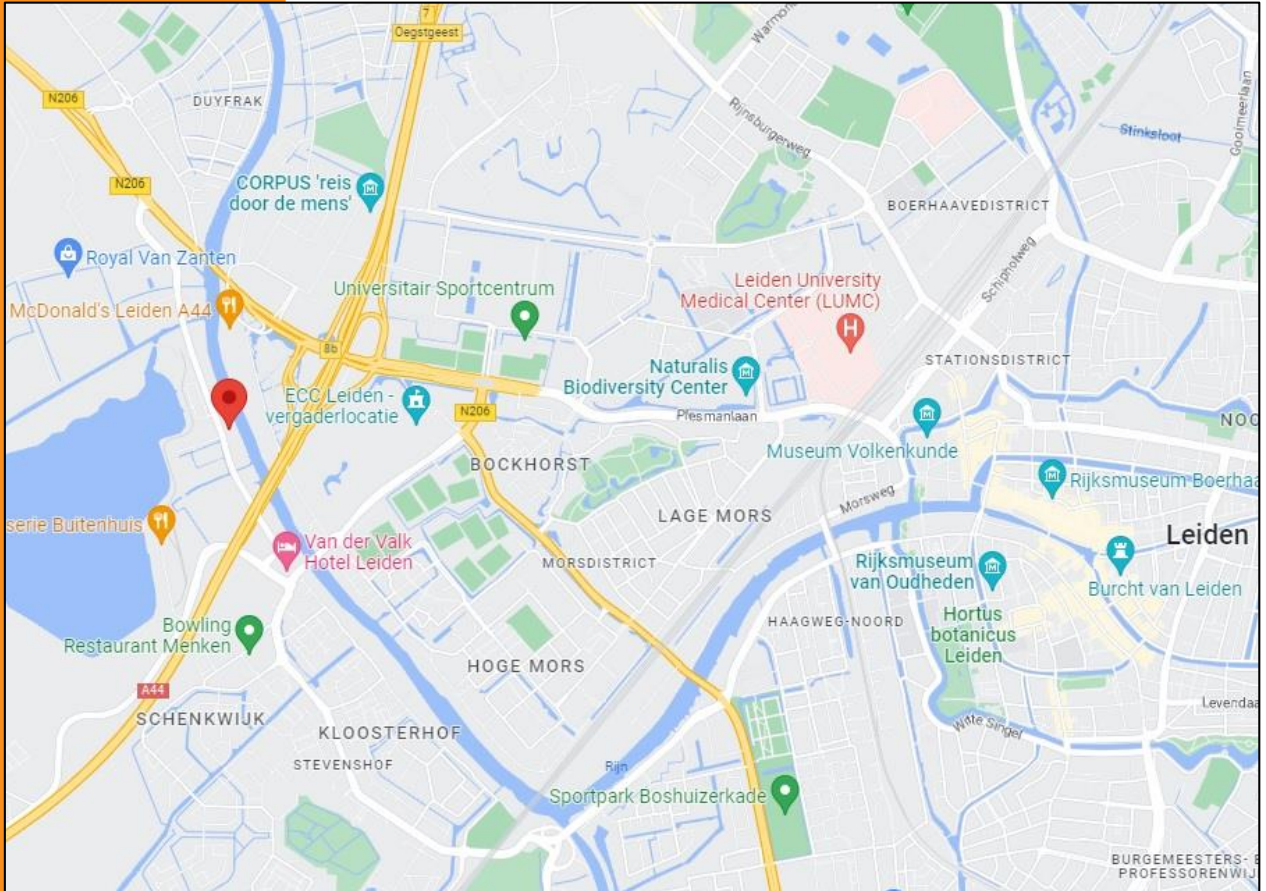 7
Oegstgeest
Warmon
N206
DUYFRAK
Rijnsburgerweg
Stinksloot
Gooimeerlaan
N206
CORPUS 'reis
door de mens'
BOERHAAVEDISTRICT
Royal Van Zanten
Schipholweg
Universitair Sportcentrum
Leiden University
Medical Center (LUMC)
McDonald's Leiden A44
8b
STATIONSDISTRICT
Naturalis
Biodiversity Center
ECC Leiden -
vergaderlocatie
N206
Plesmanlaan
NOO
Museum Volkenkunde
BOCKHORST
Rijksmuseum Boerhaa
Morsweg
serie Buitenhuis
LAGE MORS
Leiden
Van der Valk
Hotel Leiden
MORSDISTRICT
Rijksmuseum
van Oudheden
Burcht van Leiden
Bowling
Restaurant Menken
HAAGWEG-NOORD
Hortus
botanicus
Leiden
HOGE MORS
A44
SCHENKWIJK
Levendaa
KLOOSTERHOF
Witte Singel
STEVENSHOF
Rijn
Sportpark Boshuizerkade
BURGEMEESTERS- E
PROFESSORENWIJ